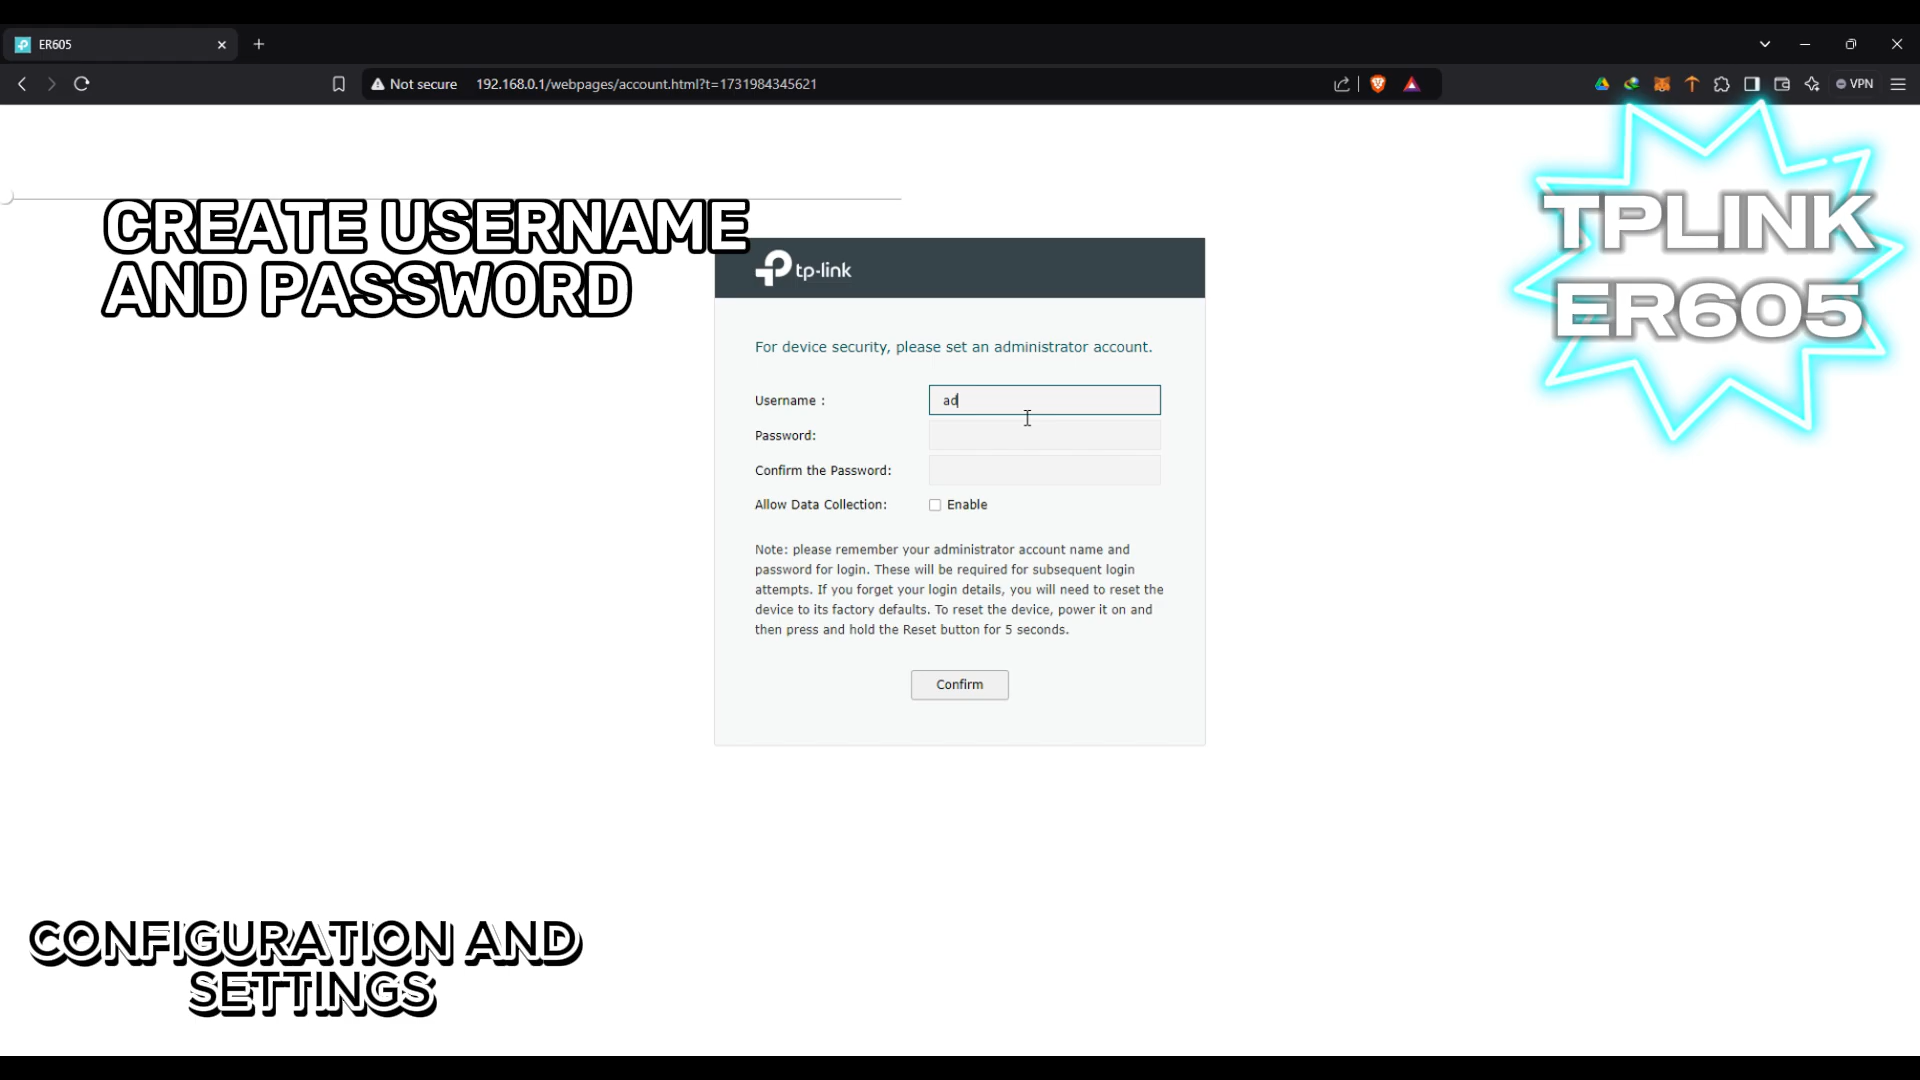 ER605
Not secure 192.168.0.1/webpages/account.html?t=1731984345621
VPN
CREATE USERNAME
AND PASSWORD
TPLINK
ER605
tp-link
For device security, please set an administrator account.
Username :
ad
Password:
Confirm the Password:
Allow Data Collection:
Enable
Note: please remember your administrator account name and
password for login. These will be required for subsequent login
attempts. If you forget your login details, you will need to reset the
device to its factory defaults. To reset the device, power it on and
then press and hold the Reset button for 5 seconds.
Confirm
CONFIGURATION AND
SETTINGS